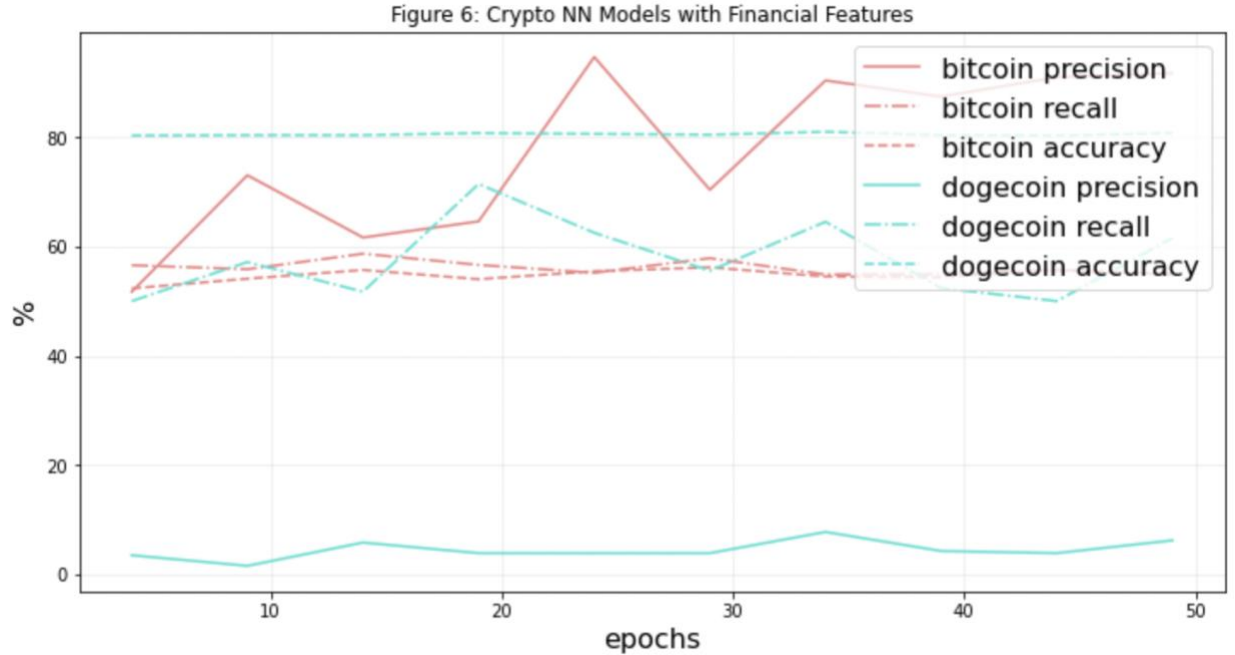 Figure 6: Crypto NN Models with Financial Features
bitcoin precision
bitcoin recall
bitcoin accuracy
dogecoin precision
dogecoin recall
dogecoin accuracy
%
80
60
40
20
0
10 20 30 40 50
epochs